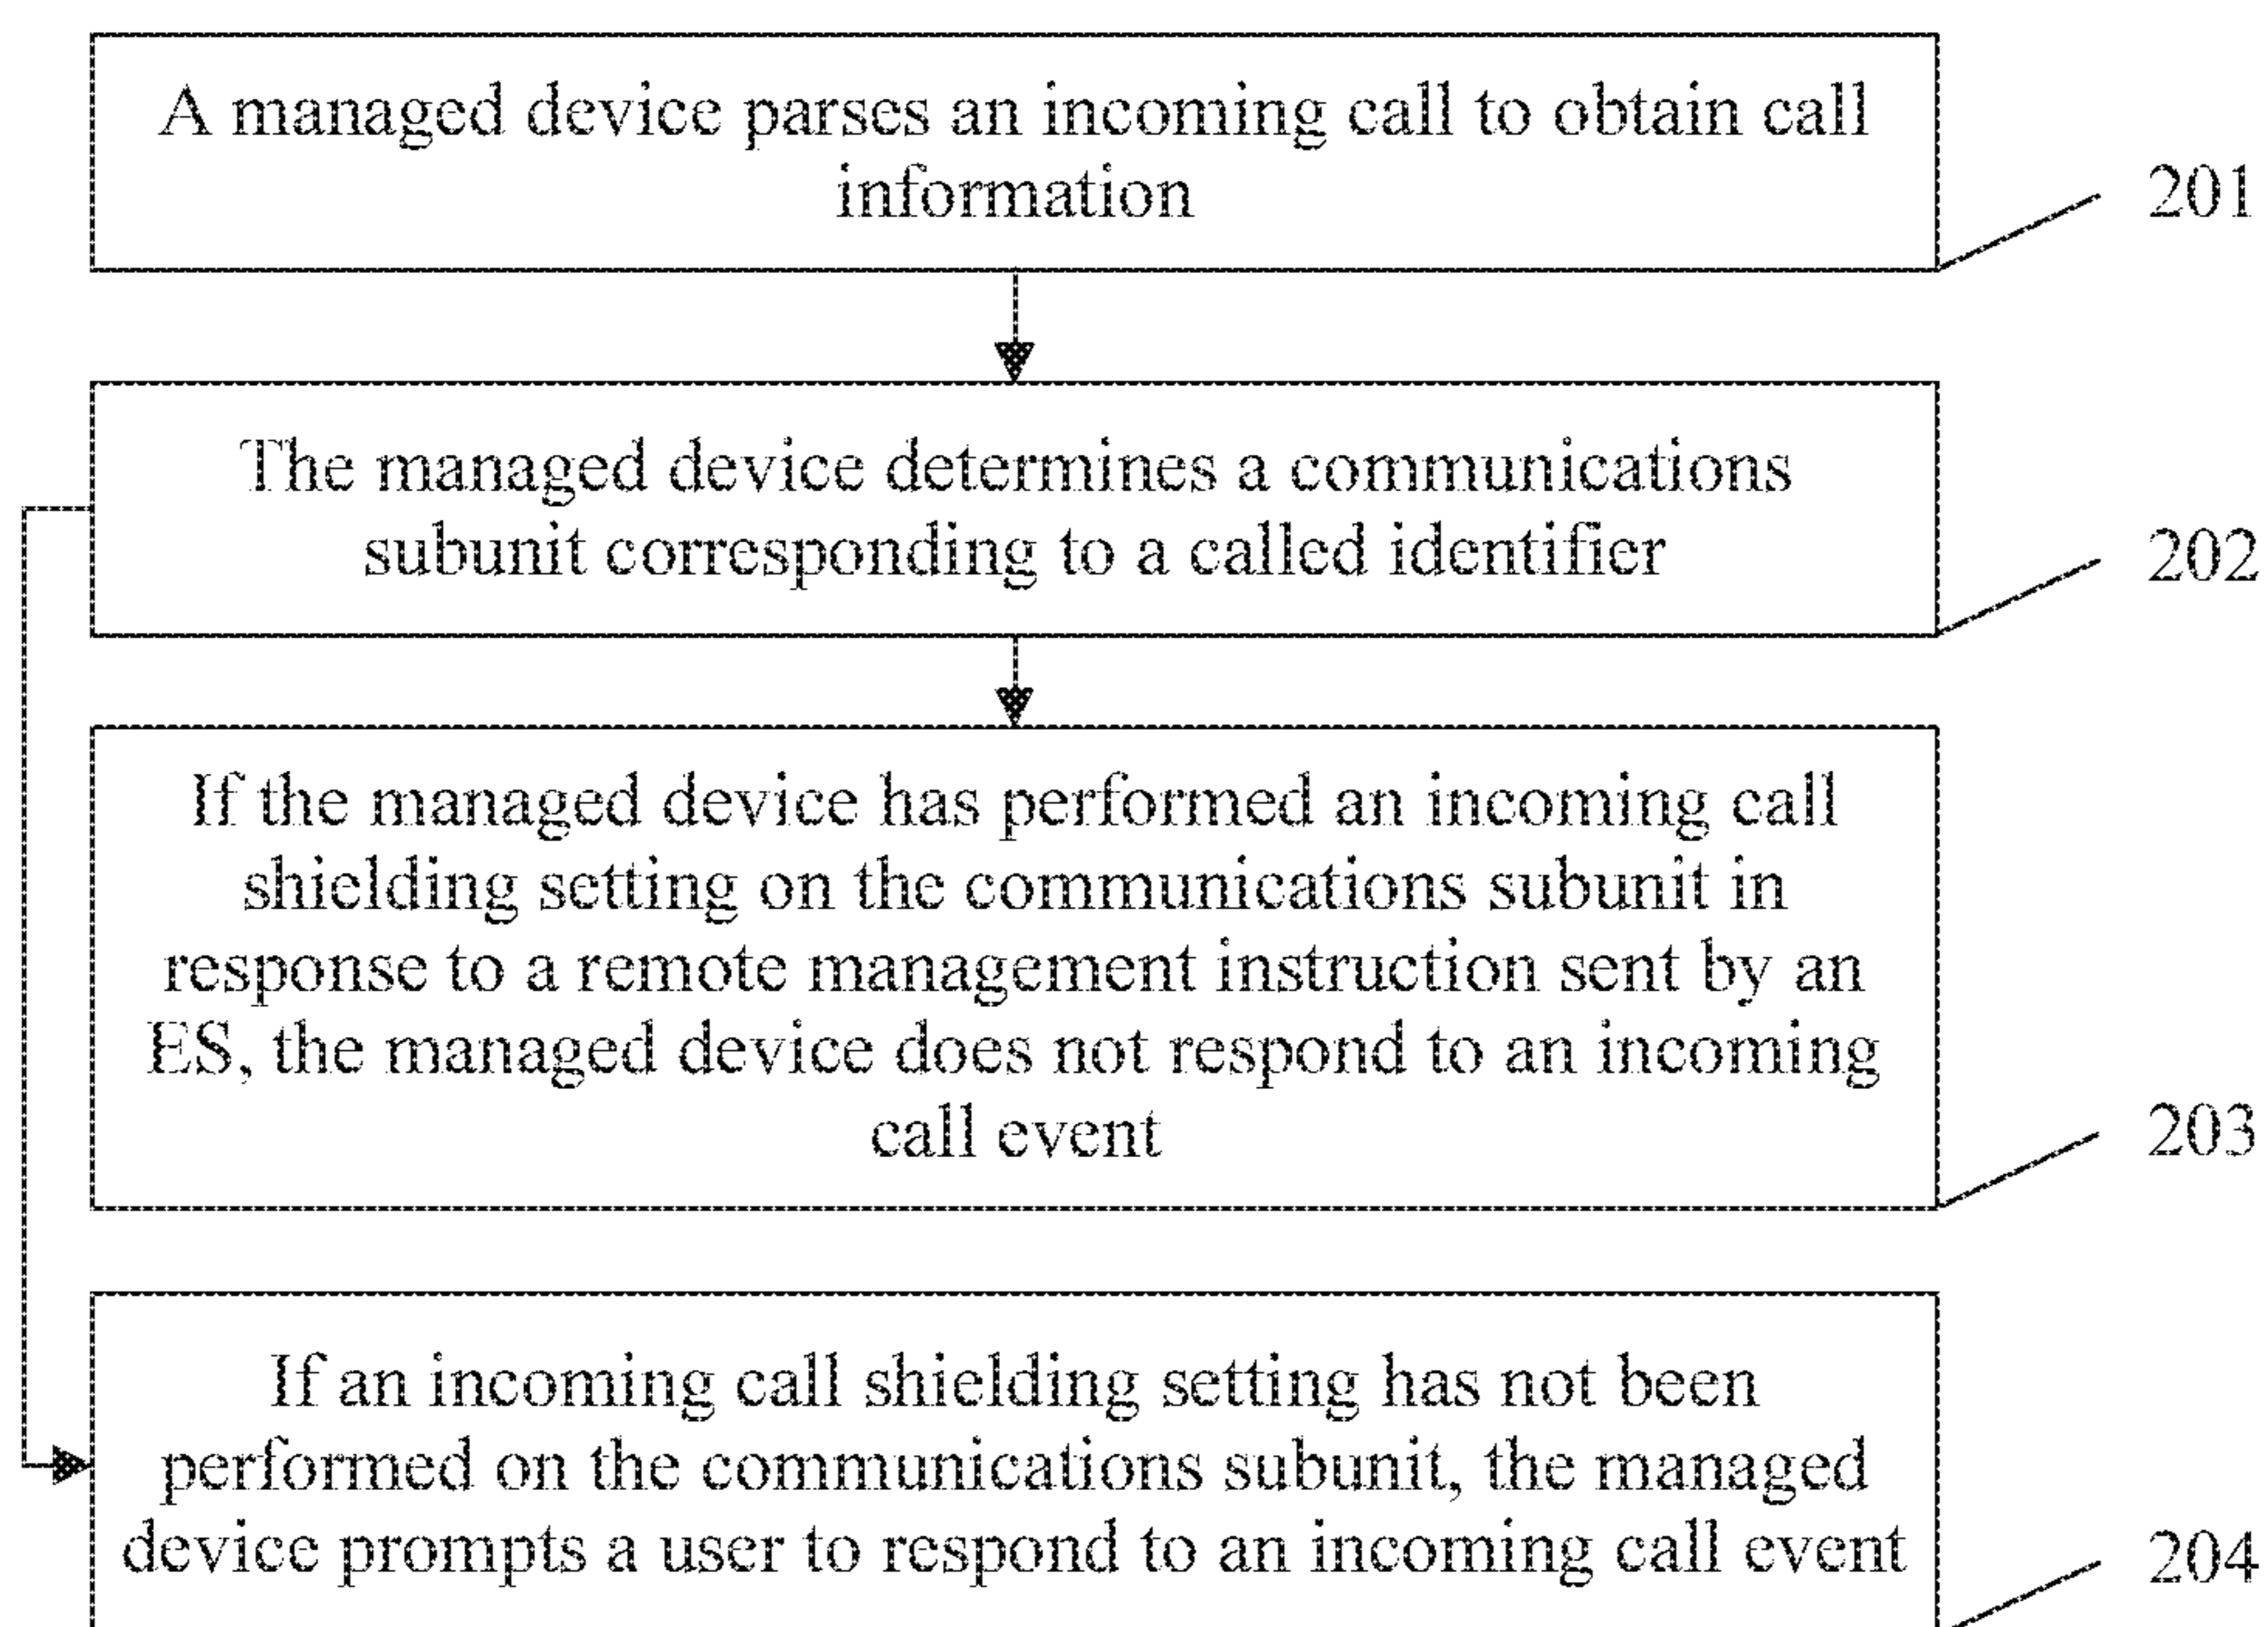 A managed device parses an incoming call to obtain call
information
201
The managed device determines a communications
subunit corresponding to a called identifier
202
If the managed device has performed an incoming call
shielding setting on the communications subunit in
response to a remote management instruction sent by an
ES, the managed device does not respond to an incoming
call event
203
If an incoming call shielding setting has not been
performed on the communications subunit, the managed
device prompts a user to respond to an incoming call event
204